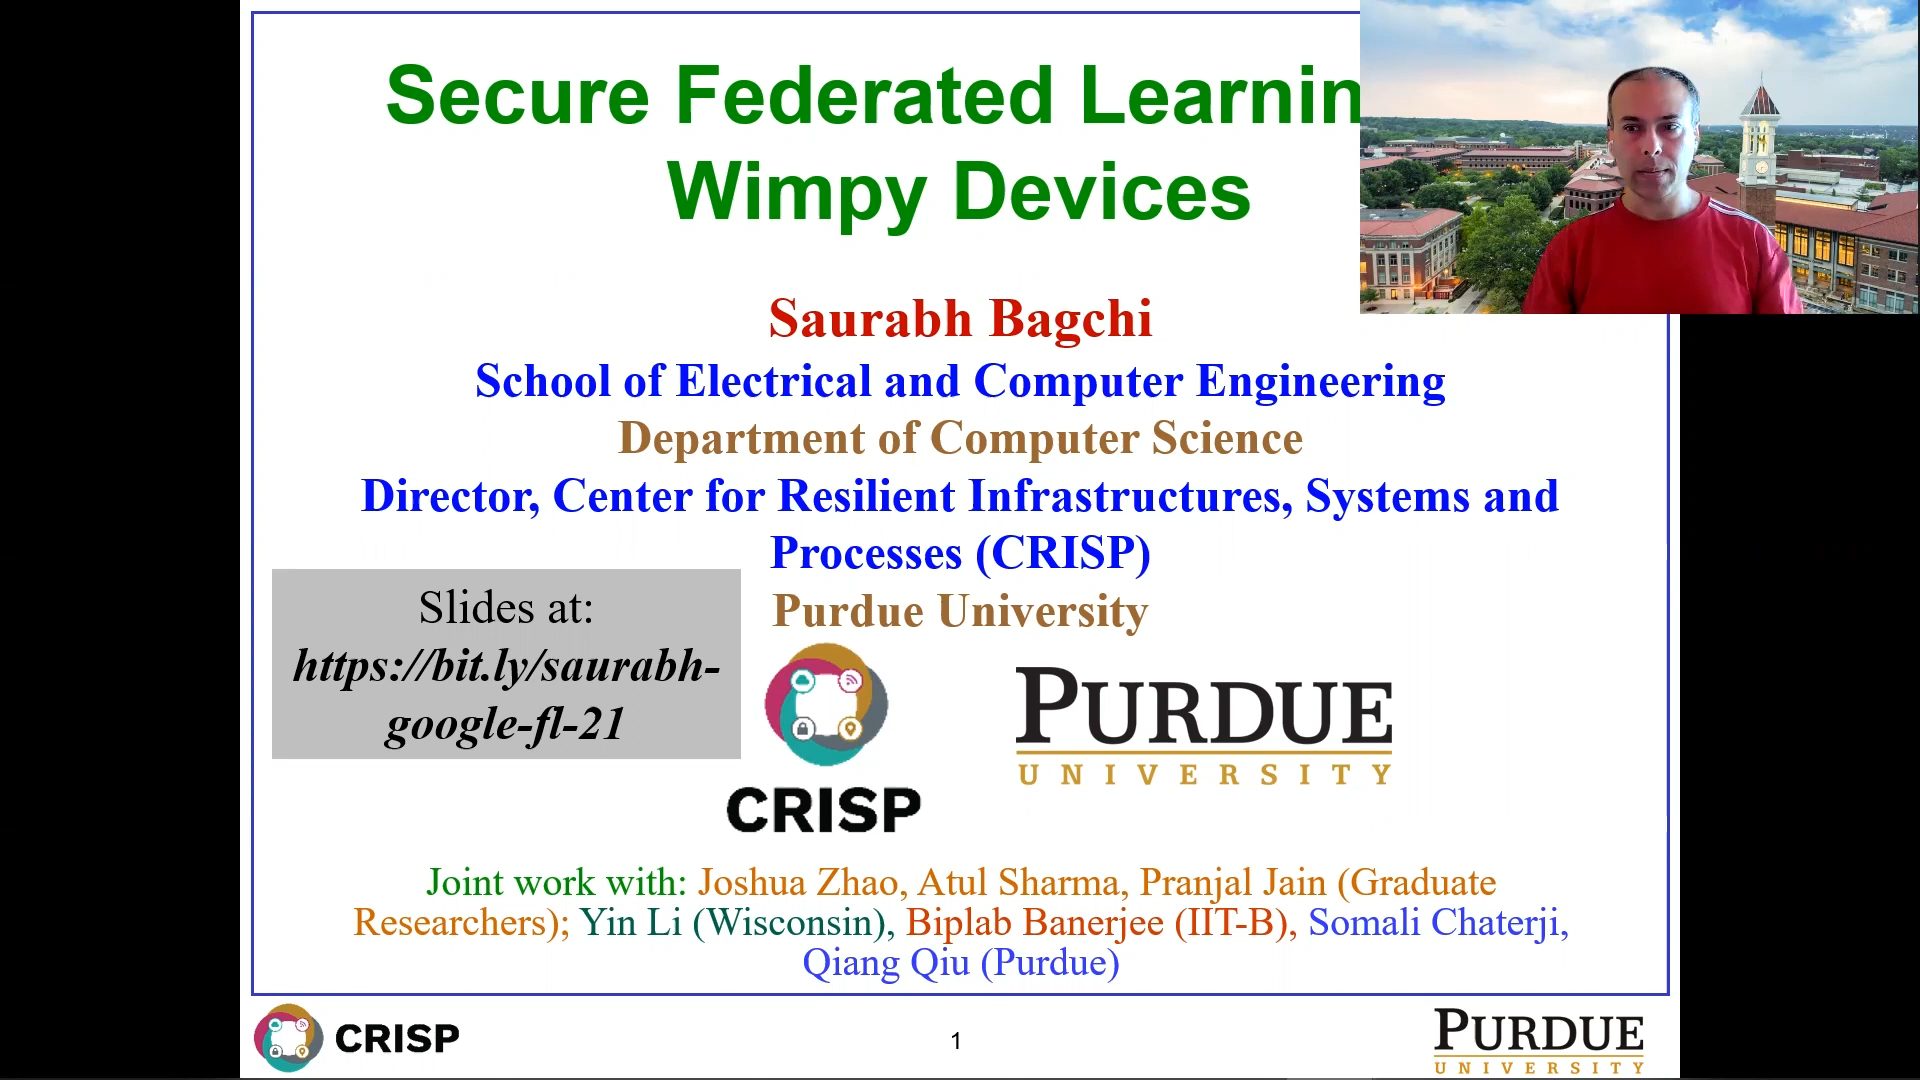 Secure Federated Learnin
Wimpy Devices
Saurabh Bagchi
School of Electrical and Computer Engineering
Department of Computer Science
Director, Center for Resilient Infrastructures, Systems and
Processes (CRISP)
Purdue University
Slides at:
https://bit.ly/saurabh-
google-fl-21
CRISP
PURDUE
UNIVERSITY
Joint work with: Joshua Zhao, Atul Sharma, Pranjal Jain (Graduate
Researchers); Yin Li (Wisconsin), Biplab Banerjee (IIT-B), Somali Chaterji,
Qiang Qiu (Purdue)
CRISP
1
PURDUE
UNIVERSITY